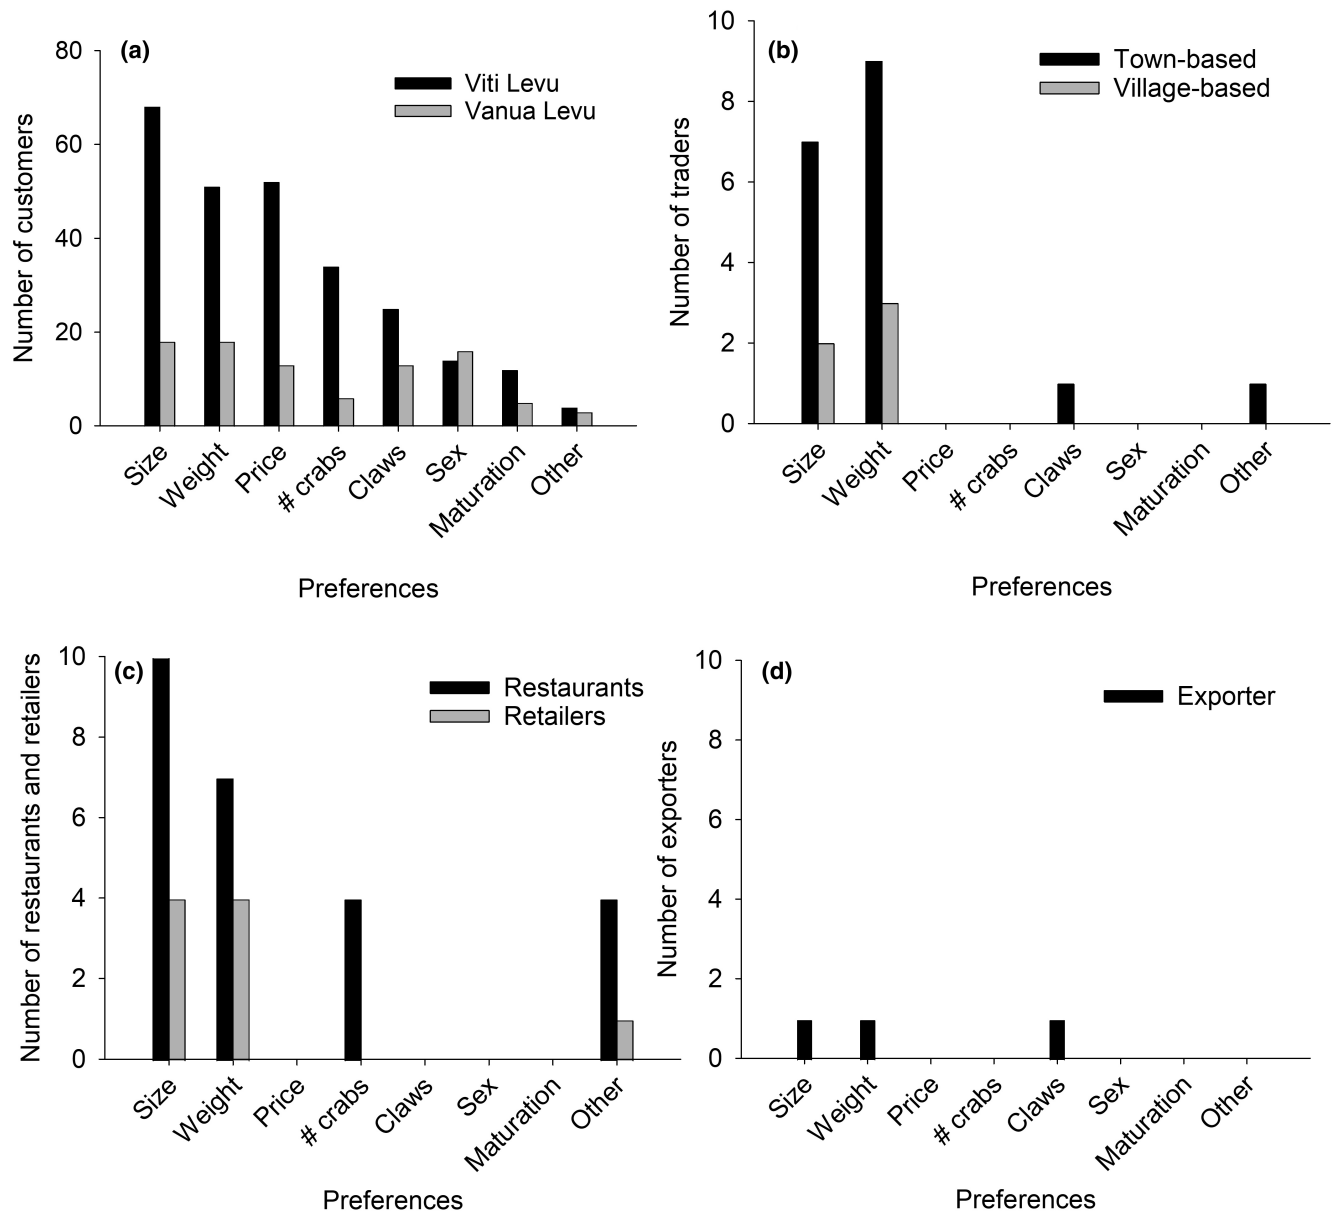 (a)
80
60
40
20
0
Number of customers
Viti Levu
Vanua Levu
Size
Weight
Price
# crabs
Claws
Sex
Maturation
Other
Preferences
(b)
10
8
6
4
2
0
Number of traders
Town-based
Village-based
Size
Weight
Price
# crabs
Claws
Sex
Maturation
Other
Preferences
(c)
10
8
6
4
2
0
Number of restaurants and retailers
Restaurants
Retailers
Size
Weight
Price
# crabs
Claws
Sex
Maturation
Other
Preferences
(d)
10
8
6
4
2
0
Number of exporters
Exporter
Size
Weight
Price
# crabs
Claws
Sex
Maturation
Other
Preferences